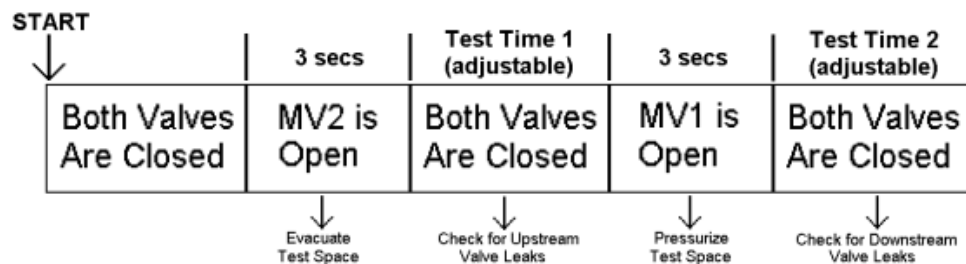 START
3 secs
Test Time 1
(adjustable)
3 secs
Test Time 2
(adjustable)
Both Valves
Are Closed
MV2 is
Open
Both Valves
Are Closed
MV1 is
Open
Both Valves
Are Closed
Evacuate
Test Space
Check for Upstream
Valve Leaks
Pressurize
Test Space
Check for Downstream
Valve Leaks